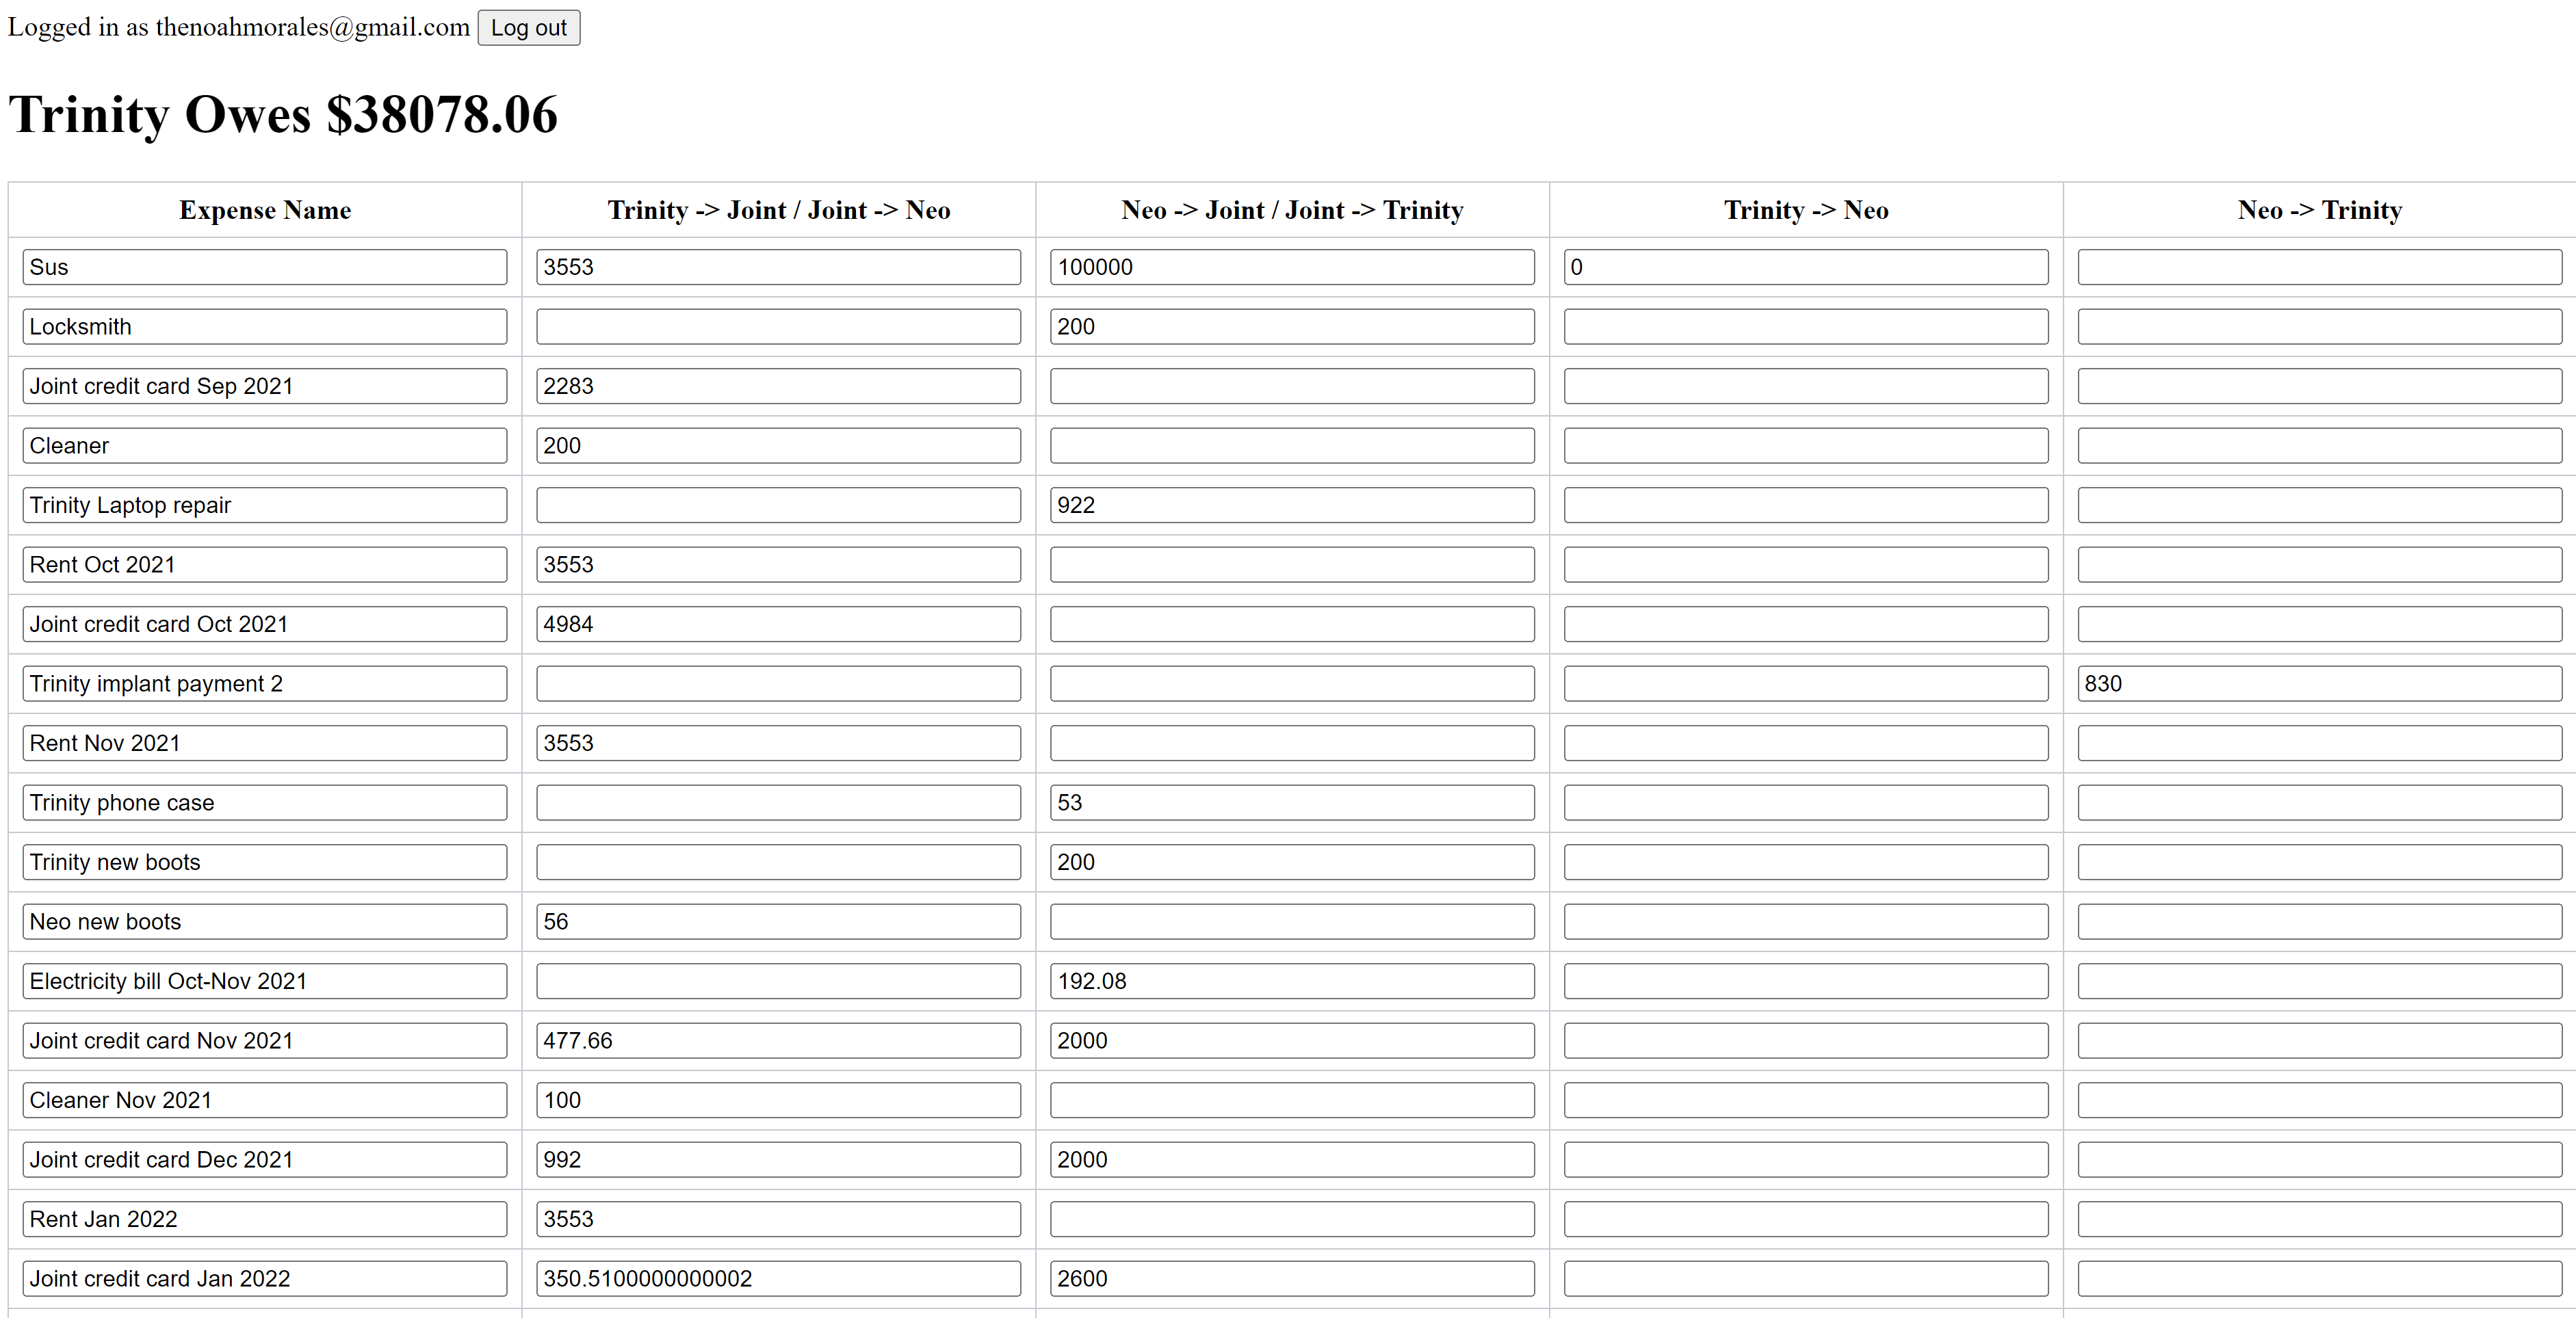 Logged in as thenoahmorales@gmail.com Log out
Trinity Owes $38078.06
Expense Name Trinity -> Joint / Joint -> Neo Neo -> Joint / Joint -> Trinity Trinity -> Neo Neo -> Trinity
Sus 3553 100000 0
Locksmith 200
Joint credit card Sep 2021 2283
Cleaner 200
Trinity Laptop repair 922
Rent Oct 2021 3553
Joint credit card Oct 2021 4984
Trinity implant payment 2 830
Rent Nov 2021 3553
Trinity phone case 53
Trinity new boots 200
Neo new boots 56
Electricity bill Oct-Nov 2021 192.08
Joint credit card Nov 2021 477.66 2000
Cleaner Nov 2021 100
Joint credit card Dec 2021 992 2000
Rent Jan 2022 3553
Joint credit card Jan 2022 350.5100000000002 2600